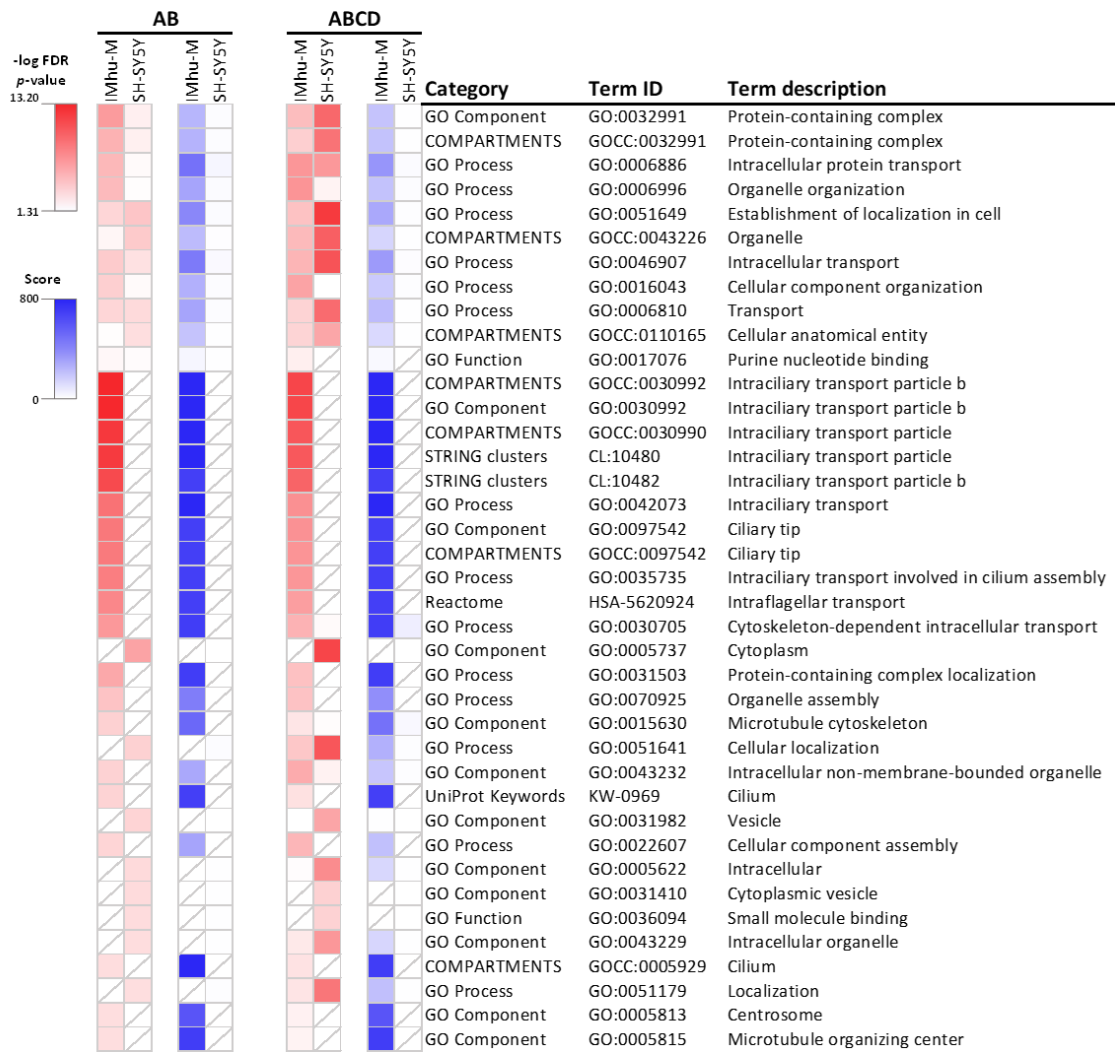 AB ABCD
-log FDR
p-value
13.20
1.31
Score
800
0
IMhu-M SH-SY5Y IMhu-M SH-SY5Y IMhu-M SH-SY5Y IMhu-M SH-SY5Y
Category Term ID Term description
GO Component GO:0032991 Protein-containing complex
COMPARTMENTS GOCC:0032991 Protein-containing complex
GO Process GO:0006886 Intracellular protein transport
GO Process GO:0006996 Organelle organization
GO Process GO:0051649 Establishment of localization in cell
COMPARTMENTS GOCC:0043226 Organelle
GO Process GO:0046907 Intracellular transport
GO Process GO:0016043 Cellular component organization
GO Process GO:0006810 Transport
COMPARTMENTS GOCC:0110165 Cellular anatomical entity
GO Function GO:0017076 Purine nucleotide binding
COMPARTMENTS GOCC:0030992 Intraciliary transport particle b
GO Component GO:0030992 Intraciliary transport particle b
COMPARTMENTS GOCC:0030990 Intraciliary transport particle
STRING clusters CL:10480 Intraciliary transport particle
STRING clusters CL:10482 Intraciliary transport particle b
GO Process GO:0042073 Intraciliary transport
GO Component GO:0097542 Ciliary tip
COMPARTMENTS GOCC:0097542 Ciliary tip
GO Process GO:0035735 Intraciliary transport involved in cilium assembly
Reactome HSA-5620924 Intraflagellar transport
GO Process GO:0030705 Cytoskeleton-dependent intracellular transport
GO Component GO:0005737 Cytoplasm
GO Process GO:0031503 Protein-containing complex localization
GO Process GO:0070925 Organelle assembly
GO Component GO:0015630 Microtubule cytoskeleton
GO Process GO:0051641 Cellular localization
GO Component GO:0043232 Intracellular non-membrane-bounded organelle
UniProt Keywords KW-0969 Cilium
GO Component GO:0031982 Vesicle
GO Process GO:0022607 Cellular component assembly
GO Component GO:0005622 Intracellular
GO Component GO:0031410 Cytoplasmic vesicle
GO Function GO:0036094 Small molecule binding
GO Component GO:0043229 Intracellular organelle
COMPARTMENTS GOCC:0005929 Cilium
GO Process GO:0051179 Localization
GO Component GO:0005813 Centrosome
GO Component GO:0005815 Microtubule organizing center